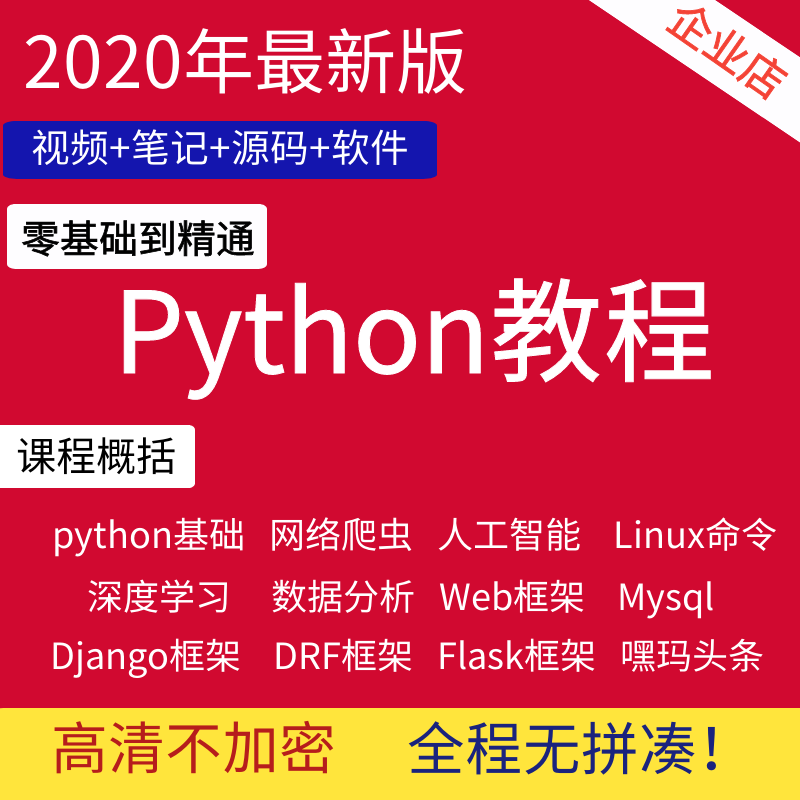 2020年最新版
企业店
视频+笔记+源码+软件
零基础到精通
Python教程
课程概括
python基础 网络爬虫 人工智能 Linux命令
深度学习 数据分析 Web框架 Mysql
Django框架 DRF框架 Flask框架 嘿玛头条
高清不加密 全程无拼凑！